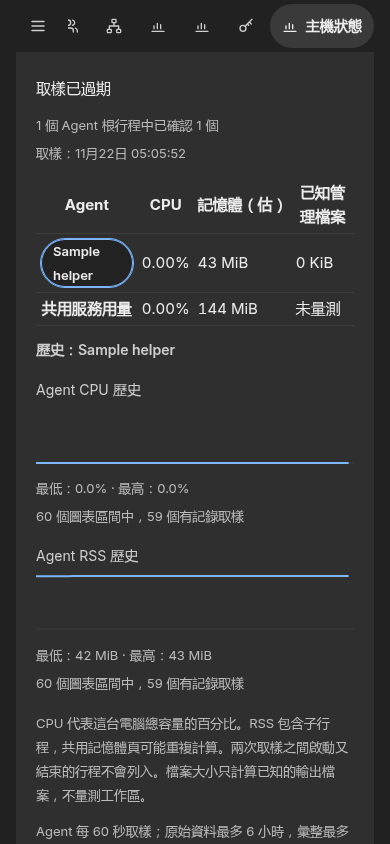 主機狀態
取樣已過期
1 個 Agent 根行程中已確認 1 個
取樣：11月22日 05:05:52
Agent CPU 記憶體（估） 已知管
理檔案
Sample
helper 0.00% 43 MiB 0 KiB
共用服務用量 0.00% 144 MiB 未量測
歷史：Sample helper
Agent CPU 歷史
最低：0.0% · 最高：0.0%
60 個圖表區間中，59 個有記錄取樣
Agent RSS 歷史
最低：42 MiB · 最高：43 MiB
60 個圖表區間中，59 個有記錄取樣
CPU 代表這台電腦總容量的百分比。RSS 包含子行
程，共用記憶體頁可能重複計算。兩次取樣之間啟動又
結束的行程不會列入。檔案大小只計算已知的輸出檔
案，不量測工作區。
Agent 每 60 秒取樣；原始資料最多 6 小時，彙整最多